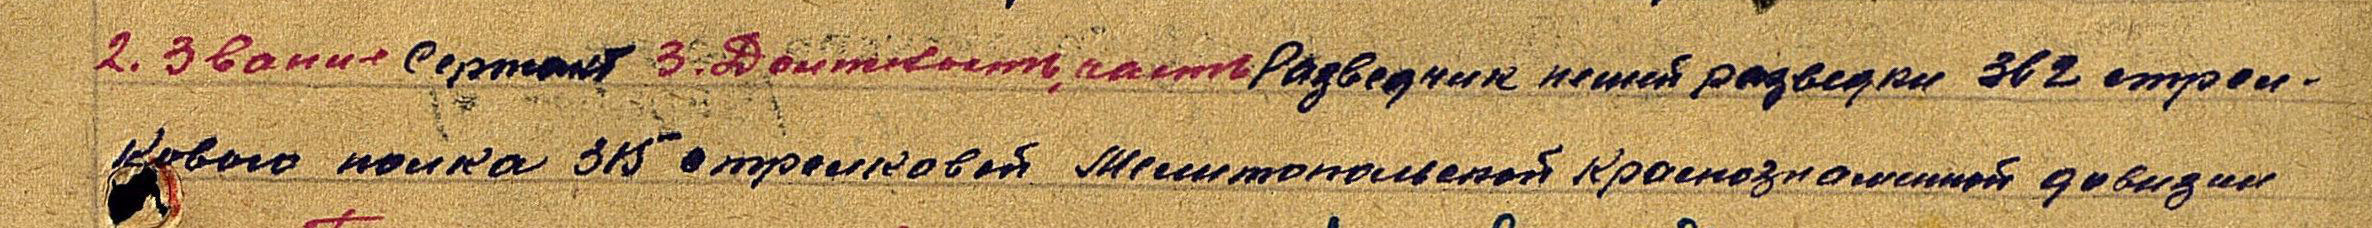 2. Звание Сержант 3. Должность, часть Разведчик пешей разведки 362 стрел-
кового полка 315 стрелковой Мелитопольской Краснознаменной дивизии